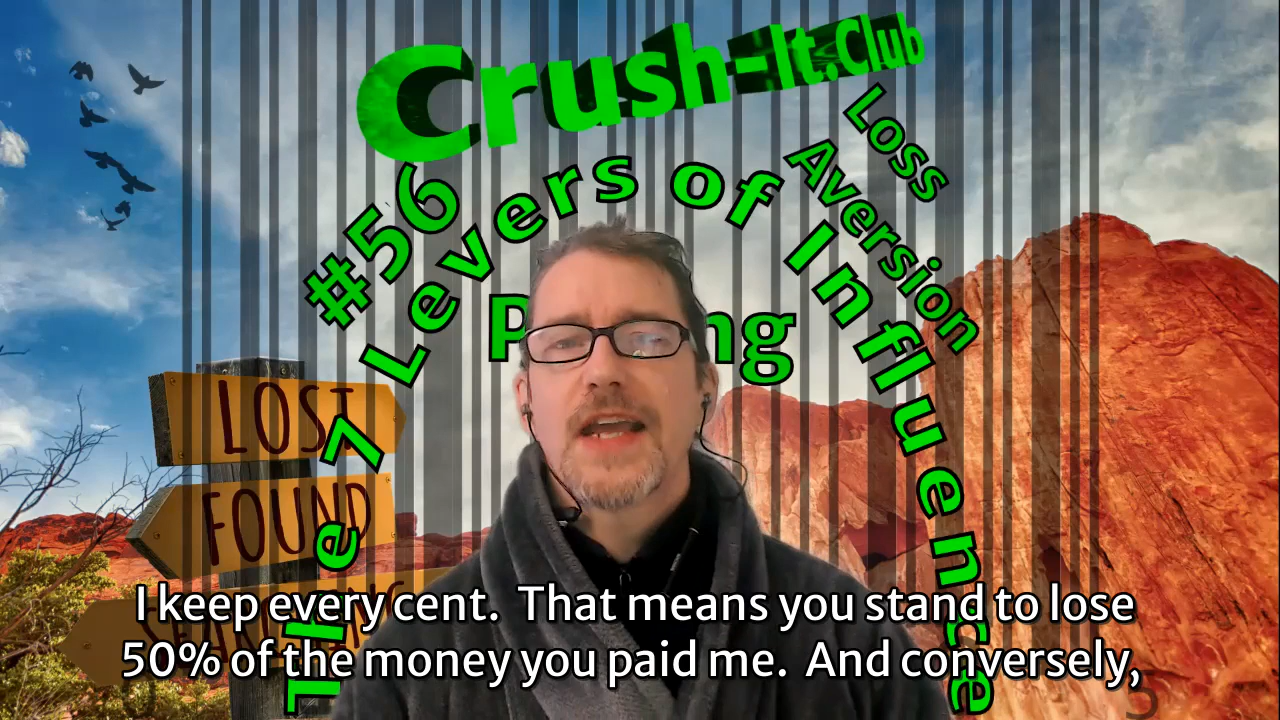 Crush-It.Club
#56
Loss
Aversion
The 7 Levers of Influence
LOST
FOUND
I keep every cent. That means you stand to lose
50% of the money you paid me. And conversely,